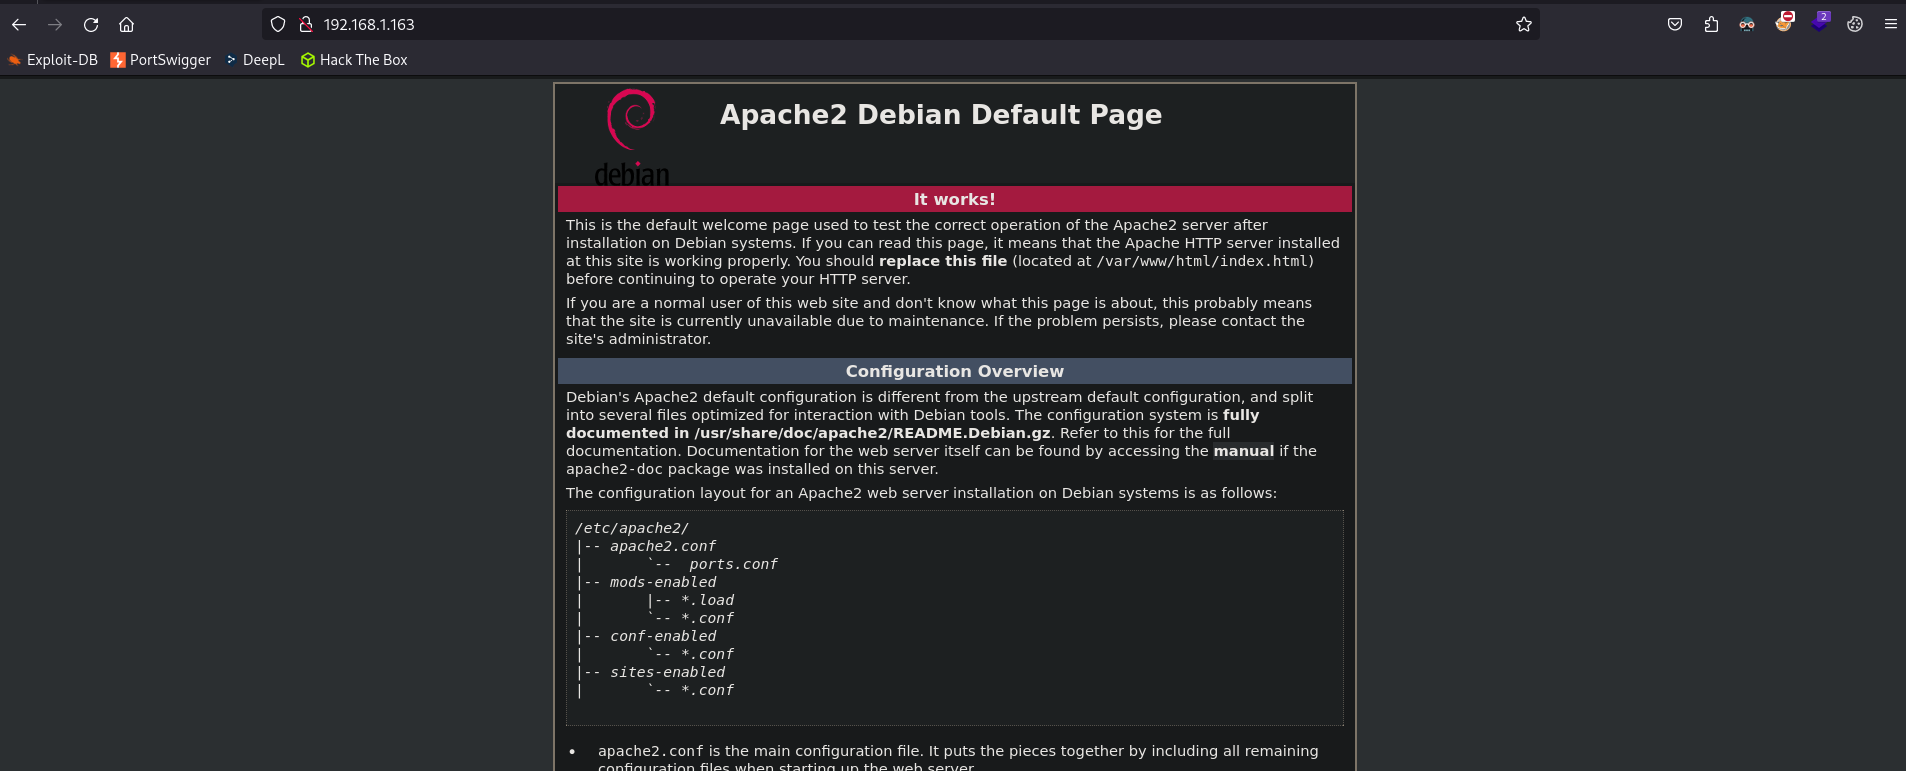 192.168.1.163
2
Exploit-DB PortSwigger DeepL Hack The Box
Apache2 Debian Default Page
debian
It works!
This is the default welcome page used to test the correct operation of the Apache2 server after
installation on Debian systems. If you can read this page, it means that the Apache HTTP server installed
at this site is working properly. You should replace this file (located at /var/www/html/index.html)
before continuing to operate your HTTP server.
If you are a normal user of this web site and don't know what this page is about, this probably means
that the site is currently unavailable due to maintenance. If the problem persists, please contact the
site's administrator.
Configuration Overview
Debian's Apache2 default configuration is different from the upstream default configuration, and split
into several files optimized for interaction with Debian tools. The configuration system is fully
documented in /usr/share/doc/apache2/README.Debian.gz. Refer to this for the full
documentation. Documentation for the web server itself can be found by accessing the manual if the
apache2-doc package was installed on this server.
The configuration layout for an Apache2 web server installation on Debian systems is as follows:
/etc/apache2/
|-- apache2.conf
|       `--  ports.conf
|-- mods-enabled
|       |-- *.load
|       `-- *.conf
|-- conf-enabled
|       `-- *.conf
|-- sites-enabled
|       `-- *.conf
• apache2.conf is the main configuration file. It puts the pieces together by including all remaining
configuration files when starting up the web server.